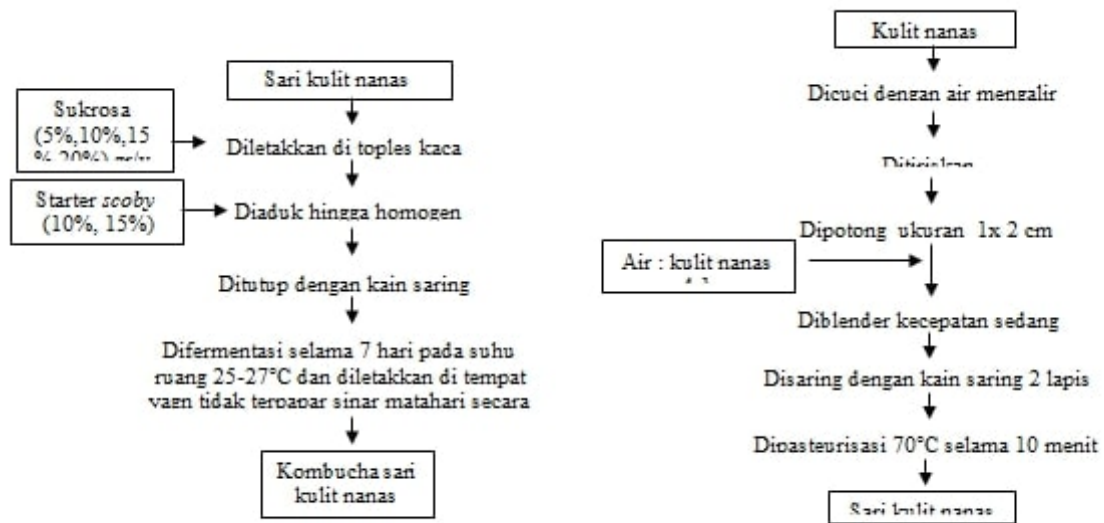 Sari kulit nanas
Sukrosa
(5%,10%,15
Diletakkan di toples kaca
Starter scoby
(10%, 15%)
Diaduk hingga homogen
Ditutup dengan kain saring
Difermentasi selama 7 hari pada suhu
ruang 25-27°C dan diletakkan di tempat
yagn tidak terpapar sinar matahari secara
Kombucha sari
kulit nanas
Kulit nanas
Dicuci dengan air mengalir
Ditiriskan
Dipotong ukuran 1x 2 cm
Air : kulit nanas
Diblender kecepatan sedang
Disaring dengan kain saring 2 lapis
Dipasteurisasi 70°C selama 10 menit
Sari kulit nanas